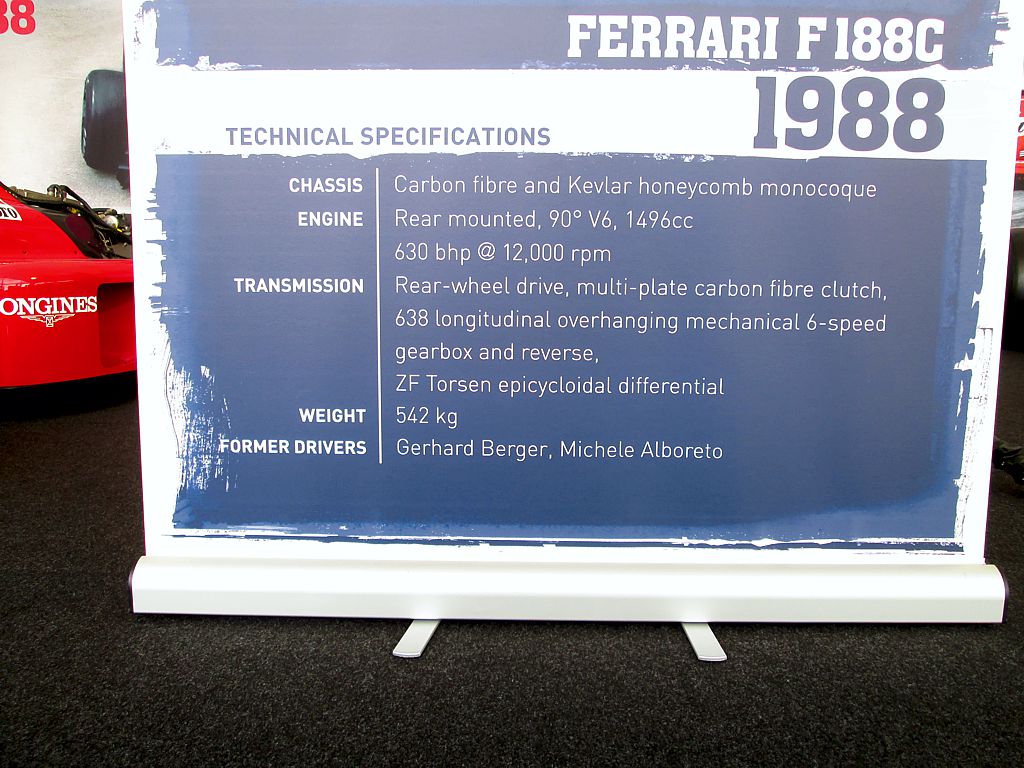 88
FERRARI F188C
1988
TECHNICAL SPECIFICATIONS
CHASSIS Carbon fibre and Kevlar honeycomb monocoque
ENGINE Rear mounted, 90° V6, 1496cc
630 bhp @ 12,000 rpm
TRANSMISSION Rear-wheel drive, multi-plate carbon fibre clutch,
638 longitudinal overhanging mechanical 6-speed
gearbox and reverse,
ZF Torsen epicycloidal differential
WEIGHT 542 kg
FORMER DRIVERS Gerhard Berger, Michele Alboreto
ONGINES